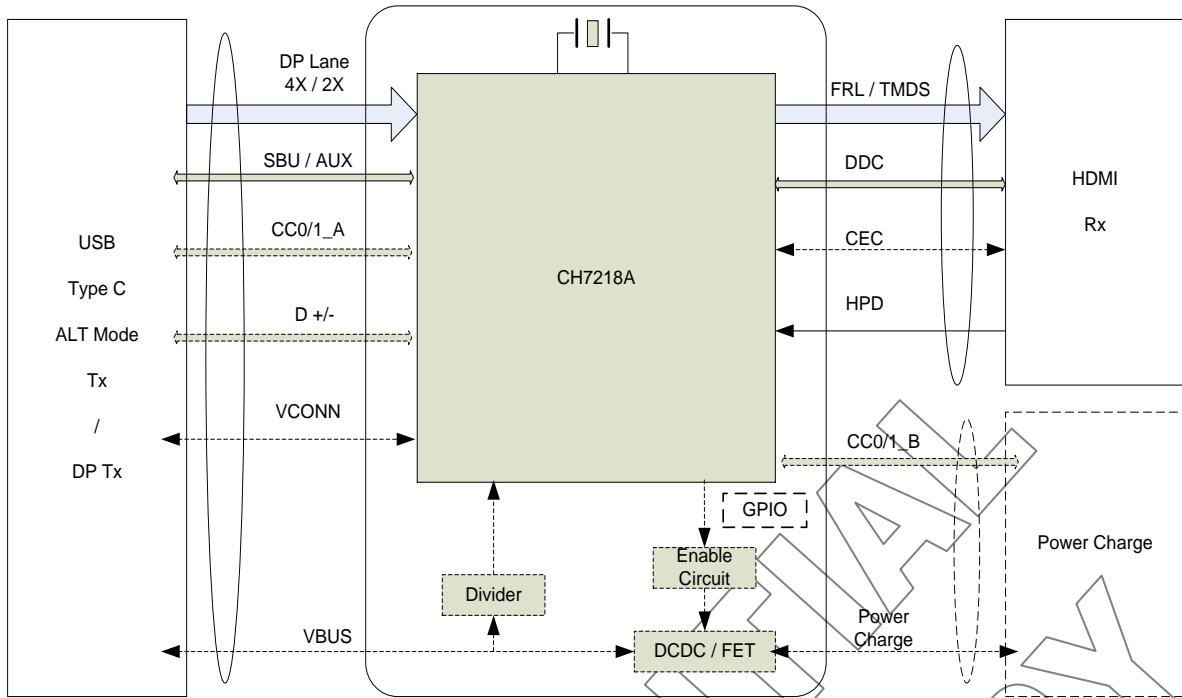 DP Lane
4X / 2X
FRL / TMDS
SBU / AUX
DDC
HDMI
Rx
CC0/1_A
CEC
USB
Type C
ALT Mode
Tx
/
DP Tx
CH7218A
D +/-
HPD
VCONN
CC0/1_B
GPIO
Power Charge
Enable
Circuit
Divider
VBUS
DCDC / FET
Power
Charge